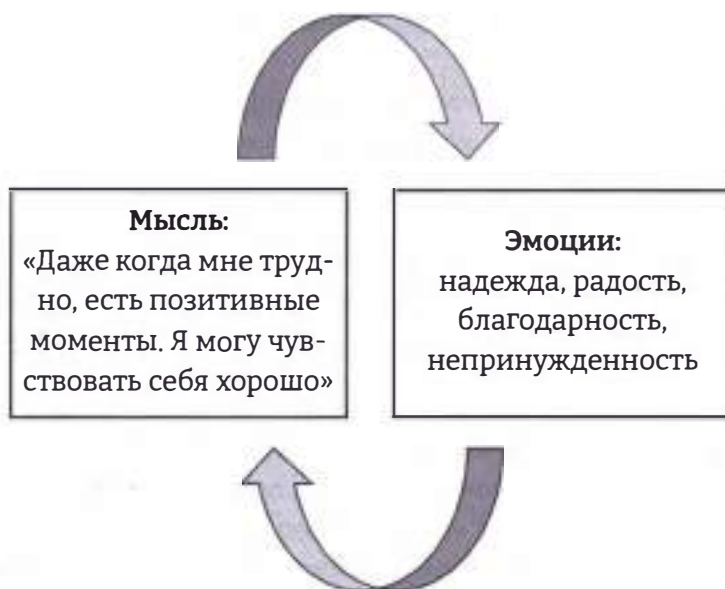 Мысль:
«Даже когда мне труд-
но, есть позитивные
моменты. Я могу чув-
ствовать себя хорошо»
Эмоции:
надежда, радость,
благодарность,
непринужденность